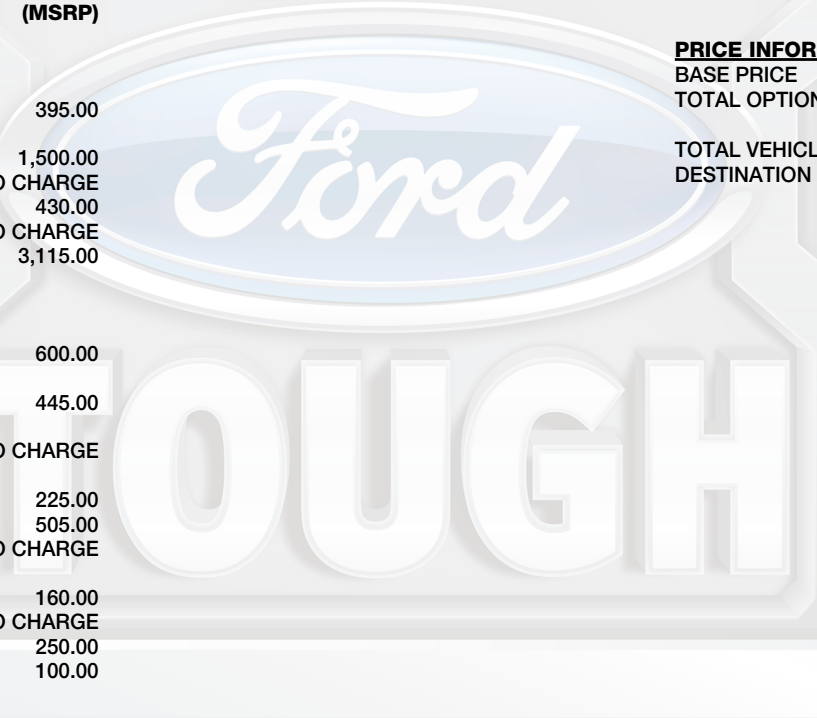 (MSRP)
395.00
1,500.00
CHARGE
430.00
CHARGE
3,115.00
600.00
445.00
CHARGE
225.00
505.00
CHARGE
160.00
CHARGE
250.00
100.00
PRICE INFOR
BASE PRICE
TOTAL OPTION
TOTAL VEHICL
DESTINATION
Ford
TOUGH